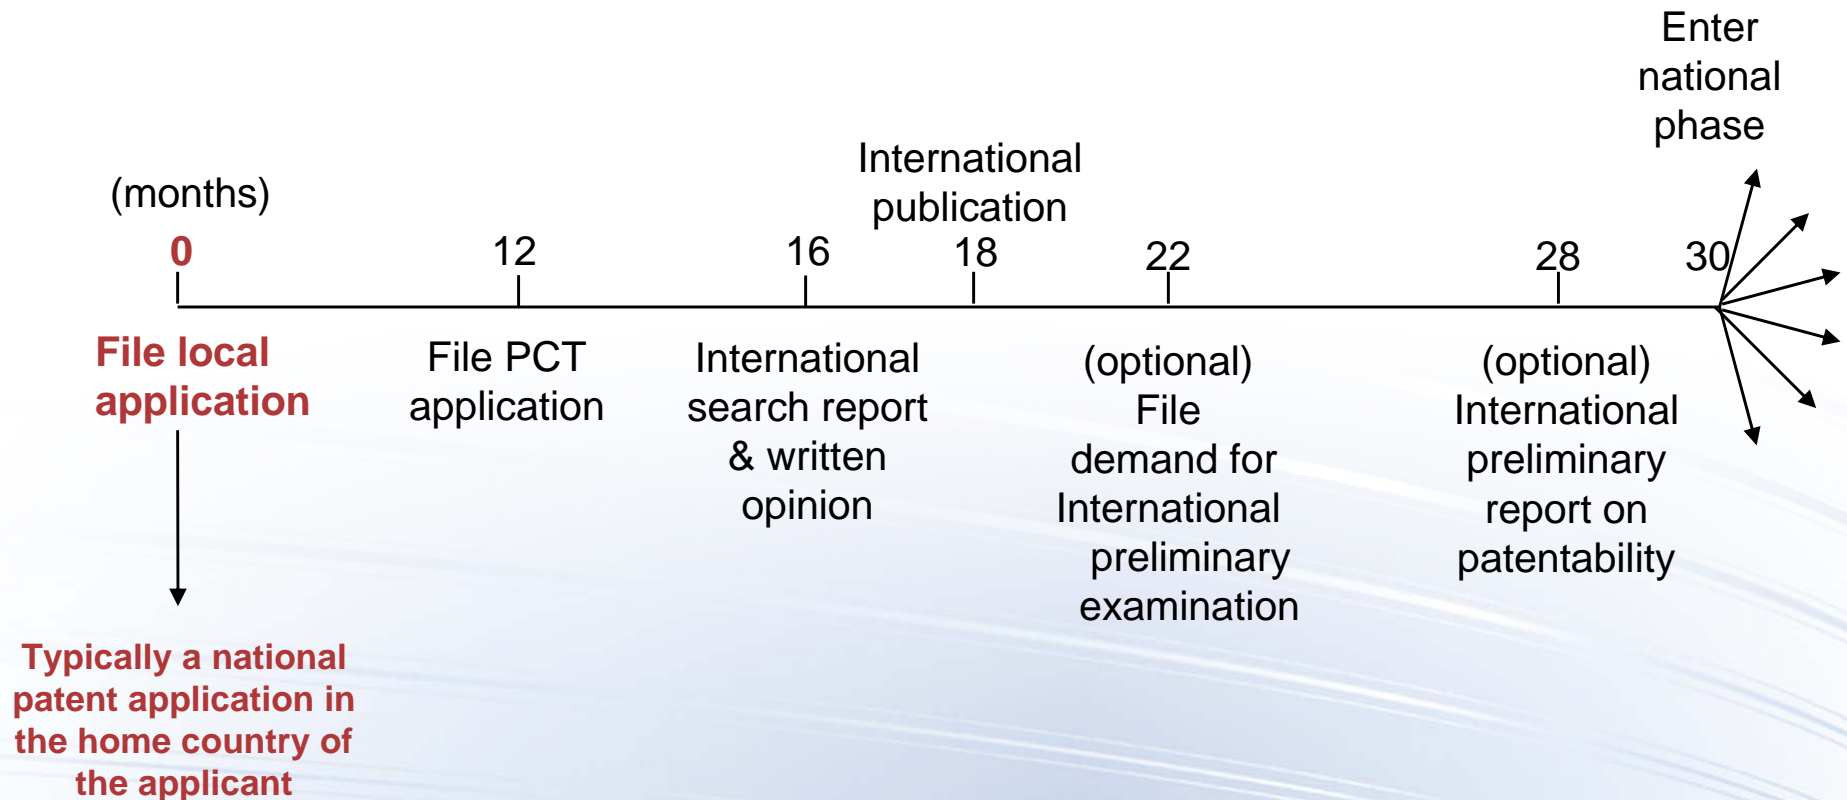 Enter
national
phase
International
publication
(months)
0
12
16
18
22
28
30
File local
application
File PCT
application
International
search report
& written
opinion
(optional)
File
demand for
International
preliminary
examination
(optional)
International
preliminary
report on
patentability
Typically a national
patent application in
the home country of
the applicant